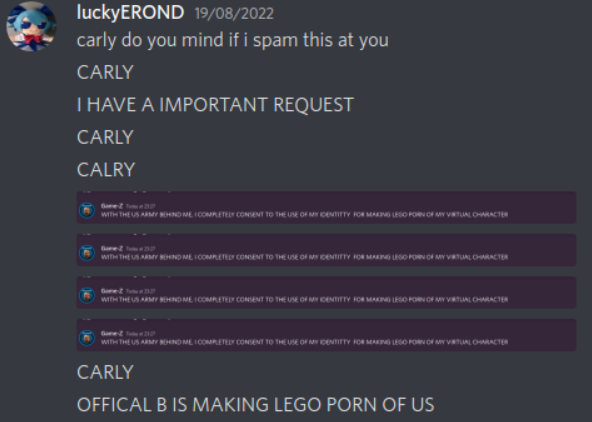 luckyEROND 19/08/2022
carly do you mind if i spam this at you
CARLY
I HAVE A IMPORTANT REQUEST
CARLY
CALRY
Game-Z Today at 23:27
WITH THE US ARMY BEHIND ME, I COMPLETELY CONSENT TO THE USE OF MY IDENTITTY FOR MAKING LEGO PORN OF MY VIRTUAL CHARACTER
Game-Z Today at 23:27
WITH THE US ARMY BEHIND ME, I COMPLETELY CONSENT TO THE USE OF MY IDENTITTY FOR MAKING LEGO PORN OF MY VIRTUAL CHARACTER
Game-Z Today at 23:27
WITH THE US ARMY BEHIND ME, I COMPLETELY CONSENT TO THE USE OF MY IDENTITTY FOR MAKING LEGO PORN OF MY VIRTUAL CHARACTER
Game-Z Today at 23:27
WITH THE US ARMY BEHIND ME, I COMPLETELY CONSENT TO THE USE OF MY IDENTITTY FOR MAKING LEGO PORN OF MY VIRTUAL CHARACTER
CARLY
OFFICAL B IS MAKING LEGO PORN OF US